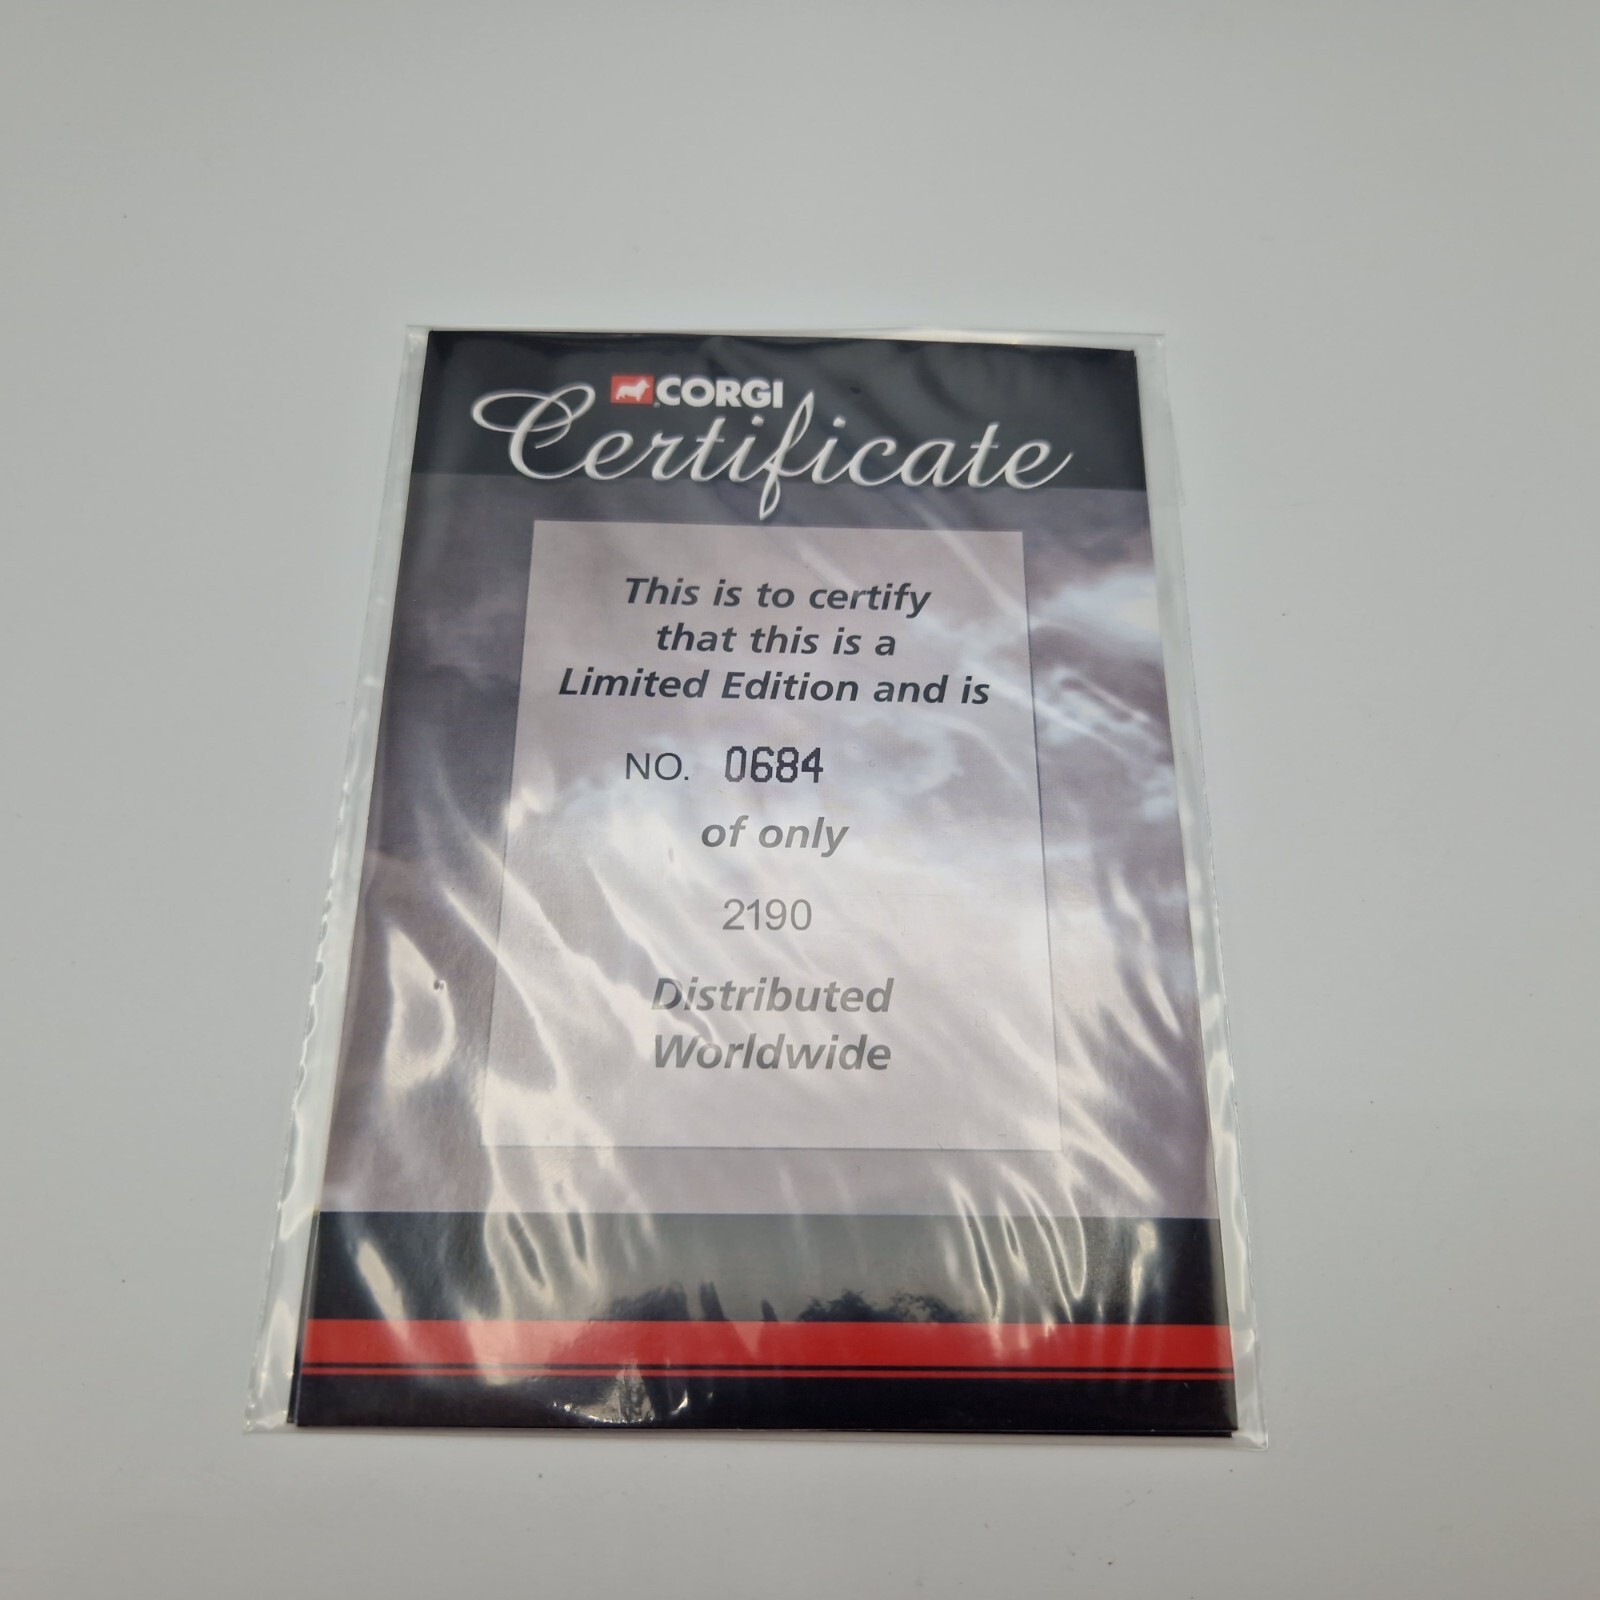 CORGI
Certificate
This is to certify
that this is a
Limited Edition and is
NO. 0684
of only
2190
Distributed
Worldwide